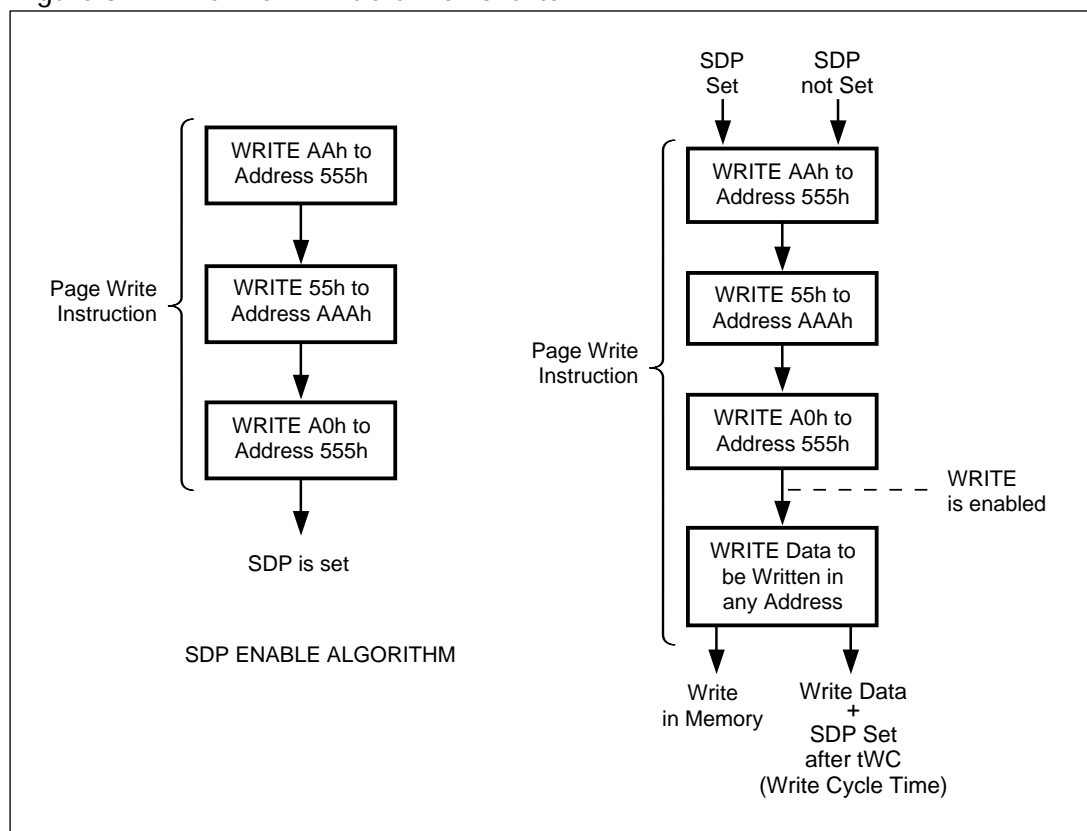 WRITE AAh to
Address 555h
WRITE 55h to
Address AAAh
Page Write
Instruction
WRITE A0h to
Address 555h
SDP is set
SDP ENABLE ALGORITHM
SDP
Set
SDP
not Set
WRITE AAh to
Address 555h
WRITE 55h to
Address AAAh
Page Write
Instruction
WRITE A0h to
Address 555h
WRITE
is enabled
WRITE Data to
be Written in
any Address
Write
in Memory
Write Data
+
SDP Set
after tWC
(Write Cycle Time)